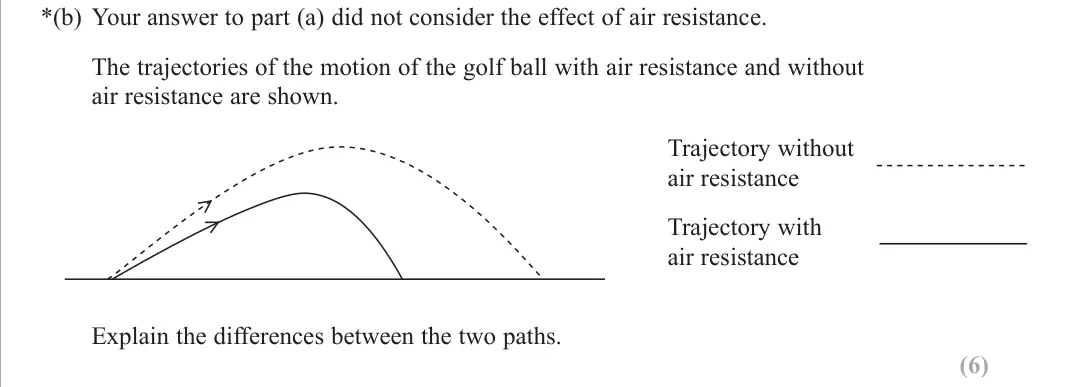 *(b) Your answer to part (a) did not consider the effect of air resistance.
The trajectories of the motion of the golf ball with air resistance and without
air resistance are shown.
Trajectory without
air resistance
Trajectory with
air resistance
Explain the differences between the two paths.
(6)